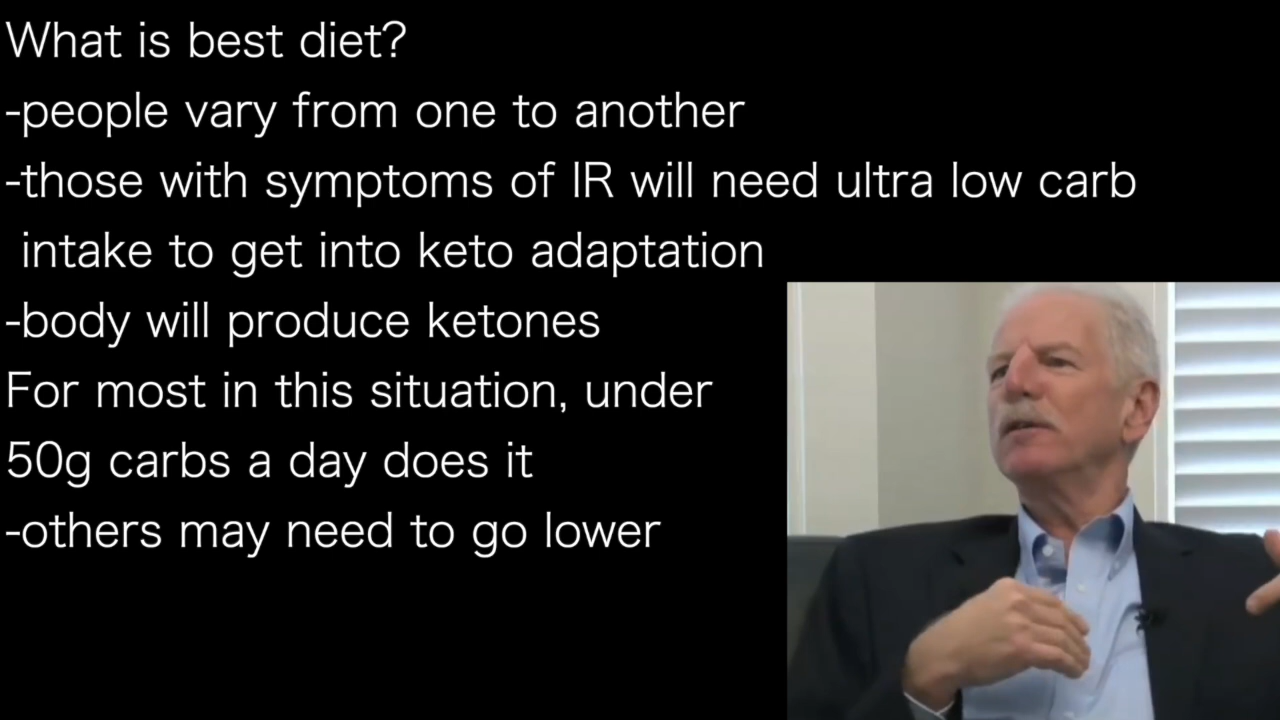 What is best diet?
-people vary from one to another
-those with symptoms of IR will need ultra low carb
intake to get into keto adaptation
-body will produce ketones
For most in this situation, under
50g carbs a day does it
-others may need to go lower